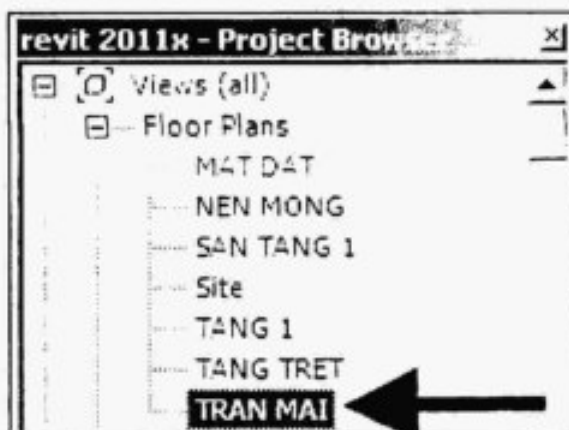 revit 2011x - Project Browser
Views (all)
Floor Plans
MAT DAT
NEN MONG
SAN TANG 1
Site
TANG 1
TANG TRET
TRAN MAI